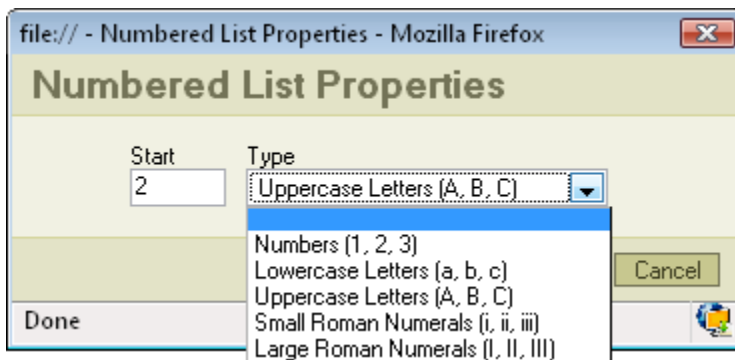 file:// - Numbered List Properties - Mozilla Firefox
Numbered List Properties
Start Type
2 Uppercase Letters (A, B, C)
Numbers (1, 2, 3)
Lowercase Letters (a, b, c)
Cancel
Uppercase Letters (A, B, C)
Done
Small Roman Numerals (i, ii, iii)
Large Roman Numerals (I, II, III)